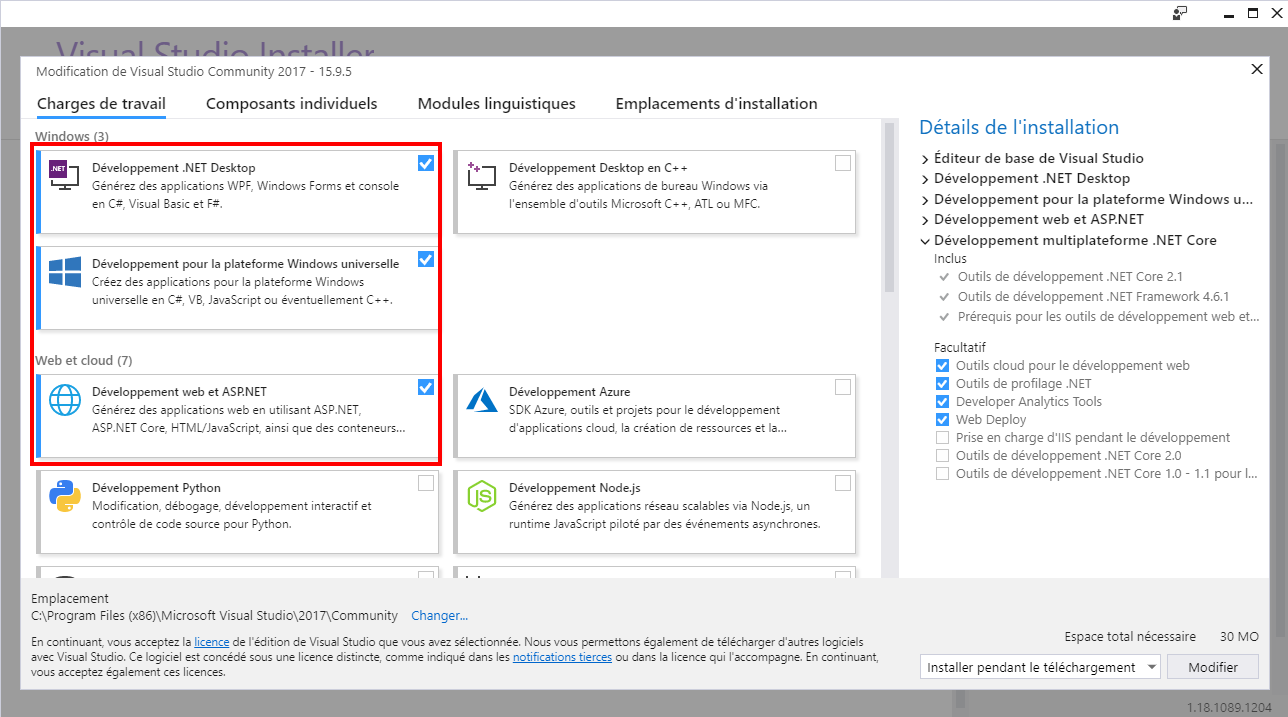 Visual Studio Installer
Modification de Visual Studio Community 2017 - 15.9.5
Charges de travail
Composants individuels
Modules linguistiques
Emplacements d'installation
Windows (3)
.NET
Développement .NET Desktop
Générez des applications WPF, Windows Forms et console
en C#, Visual Basic et F#.
Développement Desktop en C++
Générez des applications de bureau Windows via
l'ensemble d'outils Microsoft C++, ATL ou MFC.
Développement pour la plateforme Windows universelle
Créez des applications pour la plateforme Windows
universelle en C#, VB, JavaScript ou éventuellement C++.
Web et cloud (7)
Développement web et ASP.NET
Générez des applications web en utilisant ASP.NET,
ASP.NET Core, HTML/JavaScript, ainsi que des conteneurs...
Développement Azure
SDK Azure, outils et projets pour le développement
d'applications cloud, la création de ressources et la...
Développement Python
Modification, débogage, développement interactif et
contrôle de code source pour Python.
JS
Développement Node.js
Générez des applications réseau scalables via Node.js, un
runtime JavaScript piloté par des événements asynchrones.
Détails de l'installation
Éditeur de base de Visual Studio
Développement .NET Desktop
Développement pour la plateforme Windows u...
Développement web et ASP.NET
Développement multiplateforme .NET Core
Inclus
Outils de développement .NET Core 2.1
Outils de développement .NET Framework 4.6.1
Prérequis pour les outils de développement web et...
Facultatif
Outils cloud pour le développement web
Outils de profilage .NET
Developer Analytics Tools
Web Deploy
Prise en charge d'IIS pendant le développement
Outils de développement .NET Core 2.0
Outils de développement .NET Core 1.0 - 1.1 pour l...
Emplacement
C:\Program Files (x86)\Microsoft Visual Studio\2017\Community Changer...
En continuant, vous acceptez la licence de l'édition de Visual Studio que vous avez sélectionnée. Nous vous permettons également de télécharger d'autres logiciels
avec Visual Studio. Ce logiciel est concédé sous une licence distincte, comme indiqué dans les notifications tierces ou dans la licence qui l'accompagne. En continuant,
vous acceptez également ces licences.
Espace total nécessaire 30 MO
Installer pendant le téléchargement
Modifier
1.18.1089.1204